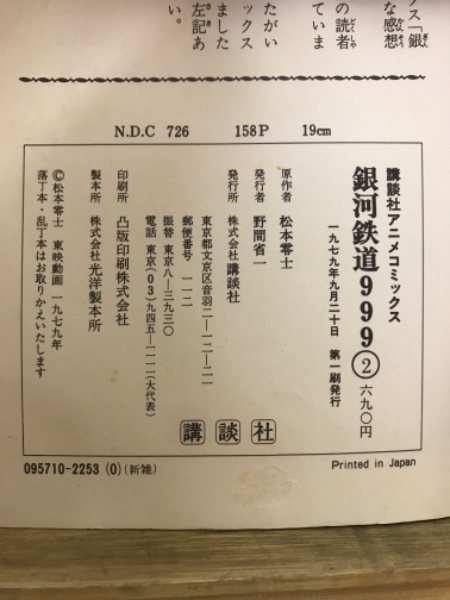 ス「銀
な感想
の読者
ていま
たがい
ックス
ました
左記あ
い。
N.D.C 726 158P 19cm
講談社アニメコミックス
銀河鉄道999② 六九〇円
一九七九年九月二十日 第一刷発行
原作者 松本零士
発行者 野間省一
発行所 株式会社講談社
東京都文京区音羽二―一二―二一
郵便番号 一一二
振替 東京八―三九三〇
電話 東京(03)九四五―一一一一(大代表)
印刷所 凸版印刷株式会社
製本所 株式会社光洋製本所
©松本零士 東映動画 一九七九年
落丁本・乱丁本はお取りかえいたします
講談社
095710-2253 (0) (新雑)
Printed in Japan